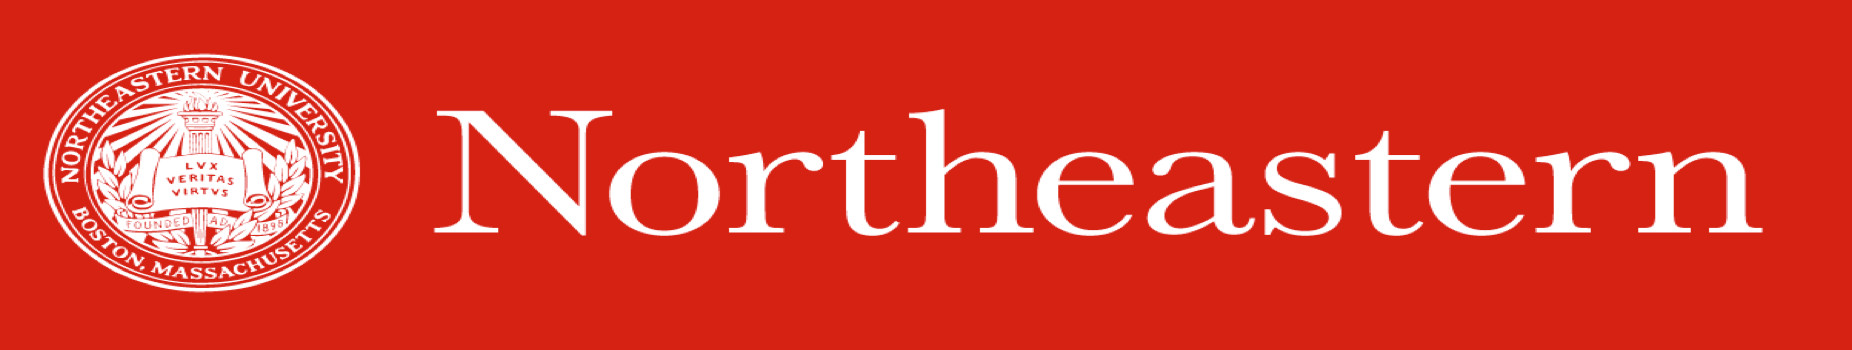 NORTHEASTERN UNIVERSITY
LVX
VERITAS
VIRTVS
FOUNDED AD 1898
BOSTON, MASSACHUSETTS
Northeastern